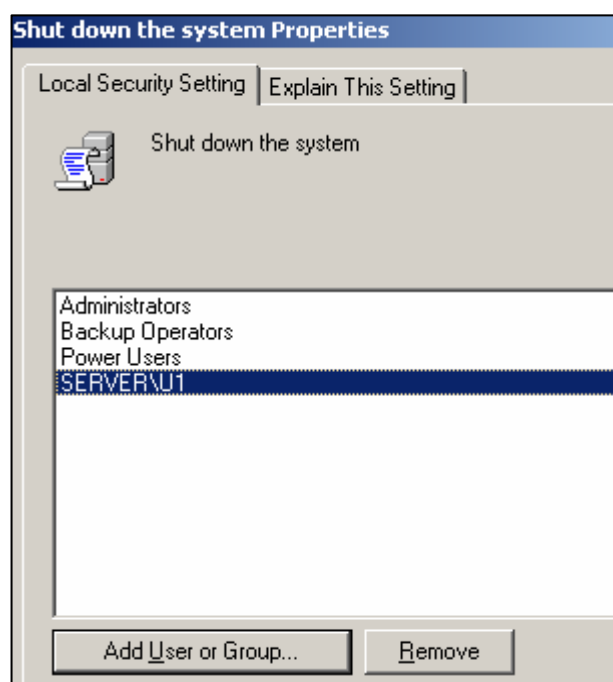 Shut down the system Properties
Local Security Setting
Explain This Setting
Shut down the system
Administrators
Backup Operators
Power Users
SERVER\U1
Add User or Group...
Remove